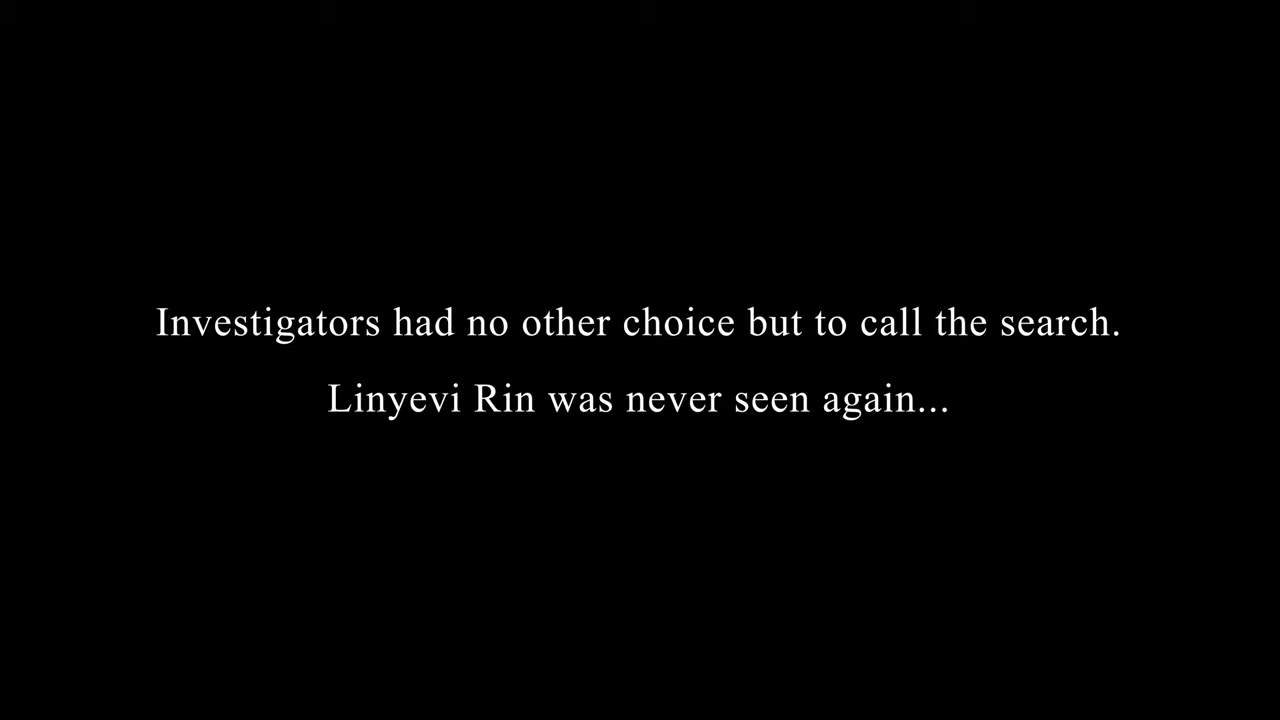 Investigators had no other choice but to call the search.
Linyevi Rin was never seen again...